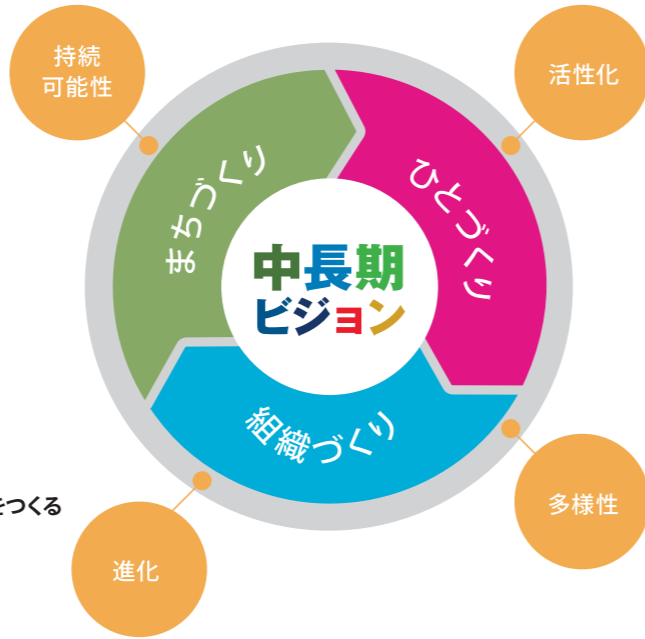 持続
可能性
活性化
まちづくり
ひとづくり
中長期
ビジョン
組織づくり
をつくる
多様性
進化